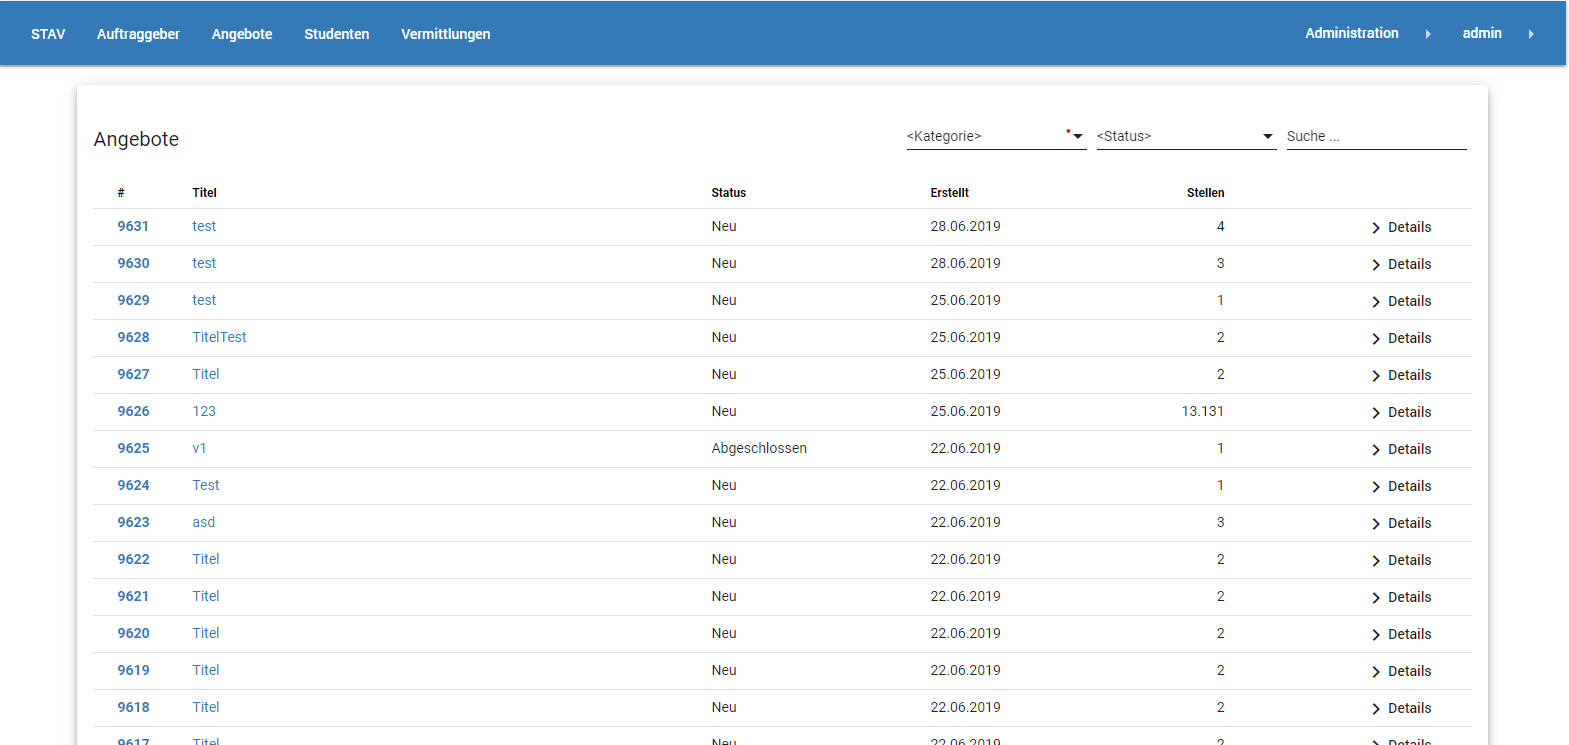 STAV Auftraggeber Angebote Studenten Vermittlungen Administration admin
Angebote <Kategorie> <Status> Suche ...
# Titel Status Erstellt Stellen
9631 test Neu 28.06.2019 4 Details
9630 test Neu 28.06.2019 3 Details
9629 test Neu 25.06.2019 1 Details
9628 TitelTest Neu 25.06.2019 2 Details
9627 Titel Neu 25.06.2019 2 Details
9626 123 Neu 25.06.2019 13.131 Details
9625 v1 Abgeschlossen 22.06.2019 1 Details
9624 Test Neu 22.06.2019 1 Details
9623 asd Neu 22.06.2019 3 Details
9622 Titel Neu 22.06.2019 2 Details
9621 Titel Neu 22.06.2019 2 Details
9620 Titel Neu 22.06.2019 2 Details
9619 Titel Neu 22.06.2019 2 Details
9618 Titel Neu 22.06.2019 2 Details
9617 Titel Neu 22.06.2019 2 Details